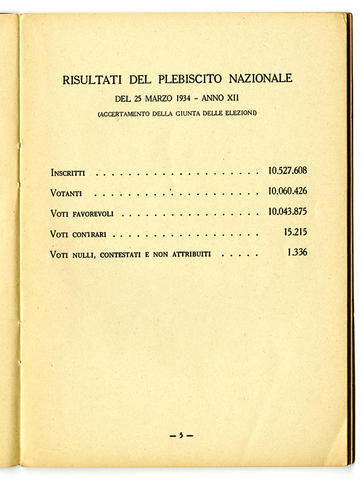 RISULTATI DEL PLEBISCITO NAZIONALE
DEL 25 MARZO 1934 - ANNO XII
(ACCERTAMENTO DELLA GIUNTA DELLE ELEZIONI)
INSCRITTI . . . . . . . . . . . . . . . . . 10.527.608
VOTANTI . . . . . . . . . . . . . . . . . 10.060.426
VOTI FAVOREVOLI . . . . . . . . . . . . . . 10.043.875
VOTI CONTRARI . . . . . . . . . . . . . . 15.215
VOTI NULLI, CONTESTATI E NON ATTRIBUITI . . . . . 1.336
— 5 —